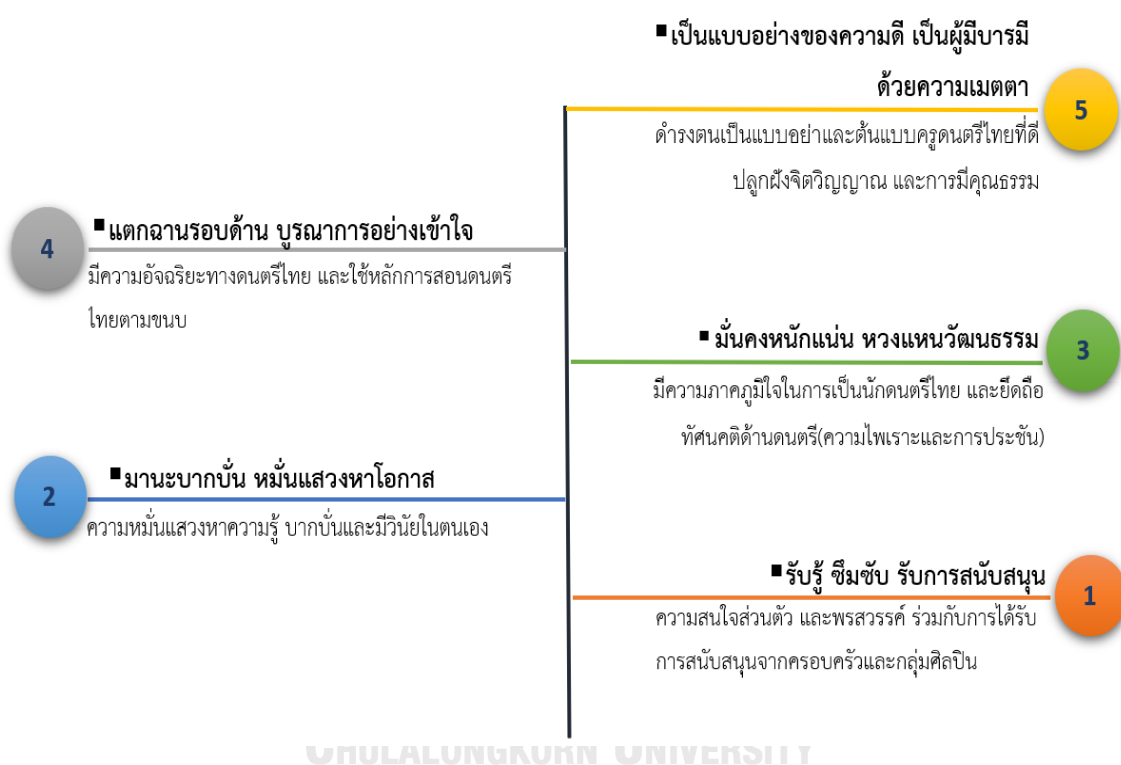 ▪เป็นแบบอย่างของความดี เป็นผู้มีบารมี
ด้วยความเมตตา
5
ดำรงตนเป็นแบบอย่าและต้นแบบครูดนตรีไทยที่ดี
ปลูกฝังจิตวิญญาณ และการมีคุณธรรม
4
▪แตกฉานรอบด้าน บูรณาการอย่างเข้าใจ
มีความอัจฉริยะทางดนตรีไทย และใช้หลักการสอนดนตรี
ไทยตามขนบ
▪มั่นคงหนักแน่น หวงแหนวัฒนธรรม
3
มีความภาคภูมิใจในการเป็นนักดนตรีไทย และยึดถือ
ทัศนคติด้านดนตรี(ความไพเราะและการประชัน)
2
▪มานะบากบั่น หมั่นแสวงหาโอกาส
ความหมั่นแสวงหาความรู้ บากบั่นและมีวินัยในตนเอง
▪รับรู้ ซึมซับ รับการสนับสนุน
1
ความสนใจส่วนตัว และพรสวรรค์ ร่วมกับการได้รับ
การสนับสนุนจากครอบครัวและกลุ่มศิลปิน
CHULALONGKORN UNIVERSITY